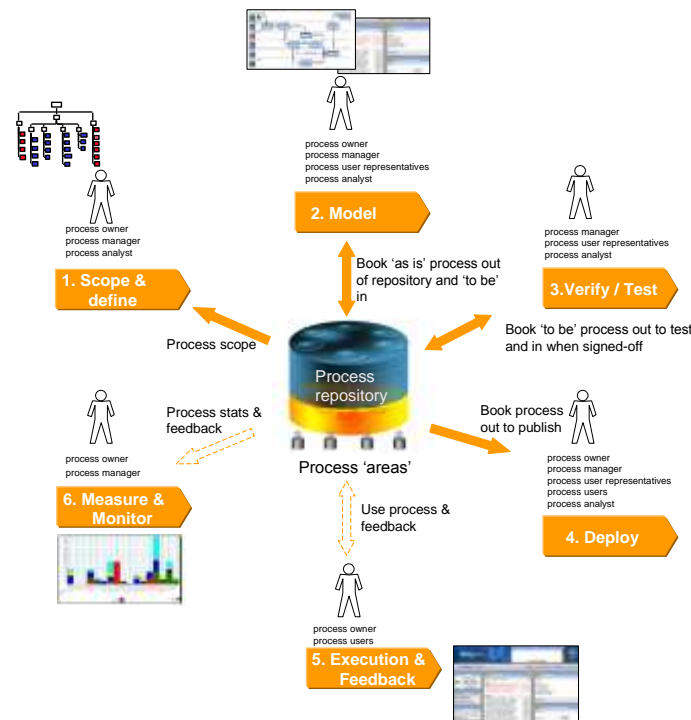 process owner
process manager
process user representatives
process analyst
2. Model
process owner
process manager
process analyst
1. Scope &
define
process manager
process user representatives
process analyst
3.Verify / Test
Book ‘as is’ process out
of repository and ‘to be’
in
Process scope
Book ‘to be’ process out to test
and in when signed-off
Process
repository
Process ‘areas’
Process stats &
feedback
process owner
process manager
6. Measure &
Monitor
Book process
out to publish
process owner
process manager
process user representatives
process users
process analyst
4. Deploy
Use process &
feedback
process owner
process users
5. Execution &
Feedback